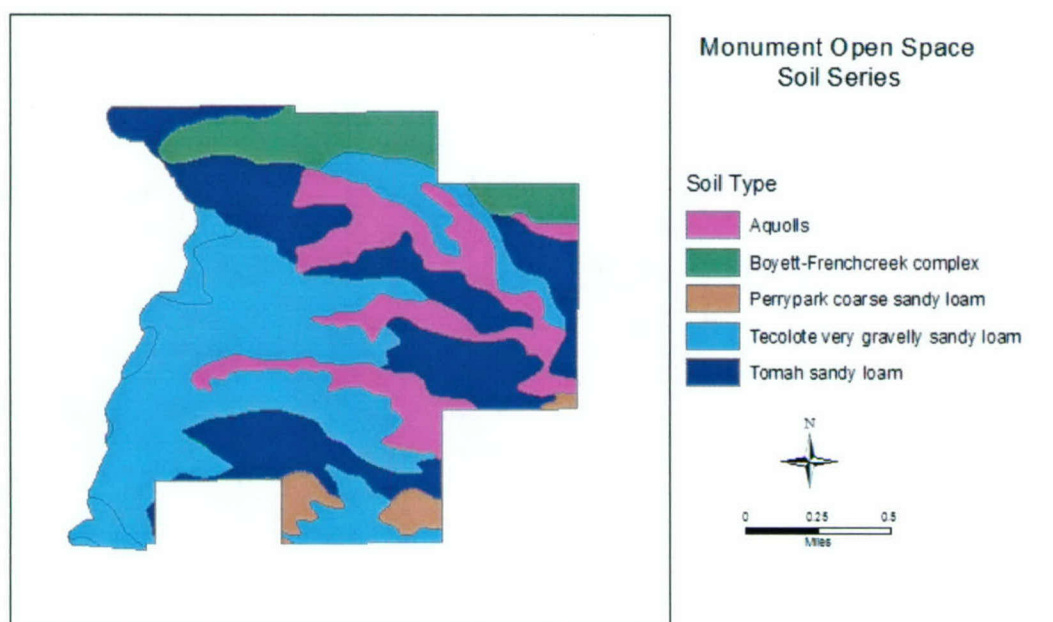 Monument Open Space
Soil Series
Soil Type
Aquolls
Boyett-Frenchcreek complex
Perrypark coarse sandy loam
Tecolote very gravelly sandy loam
Tomah sandy loam
N
0 0.25 0.5
Miles